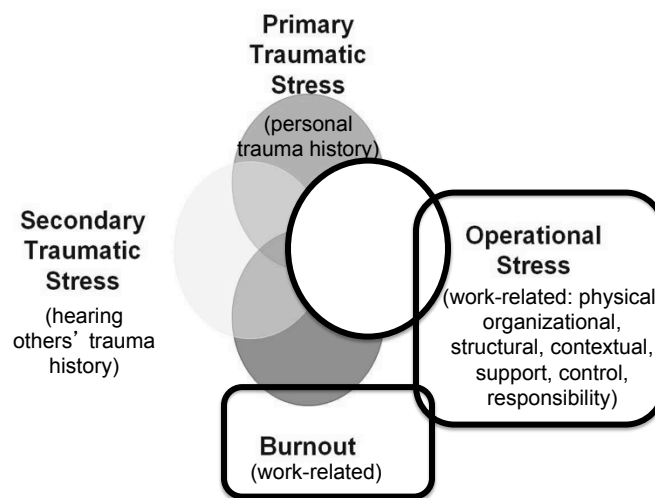 Primary
Traumatic
Stress
(personal
trauma history)
Secondary
Traumatic
Stress
(hearing
others' trauma
history)
Operational
Stress
(work-related: physical
organizational,
structural, contextual,
support, control,
responsibility)
Burnout
(work-related)